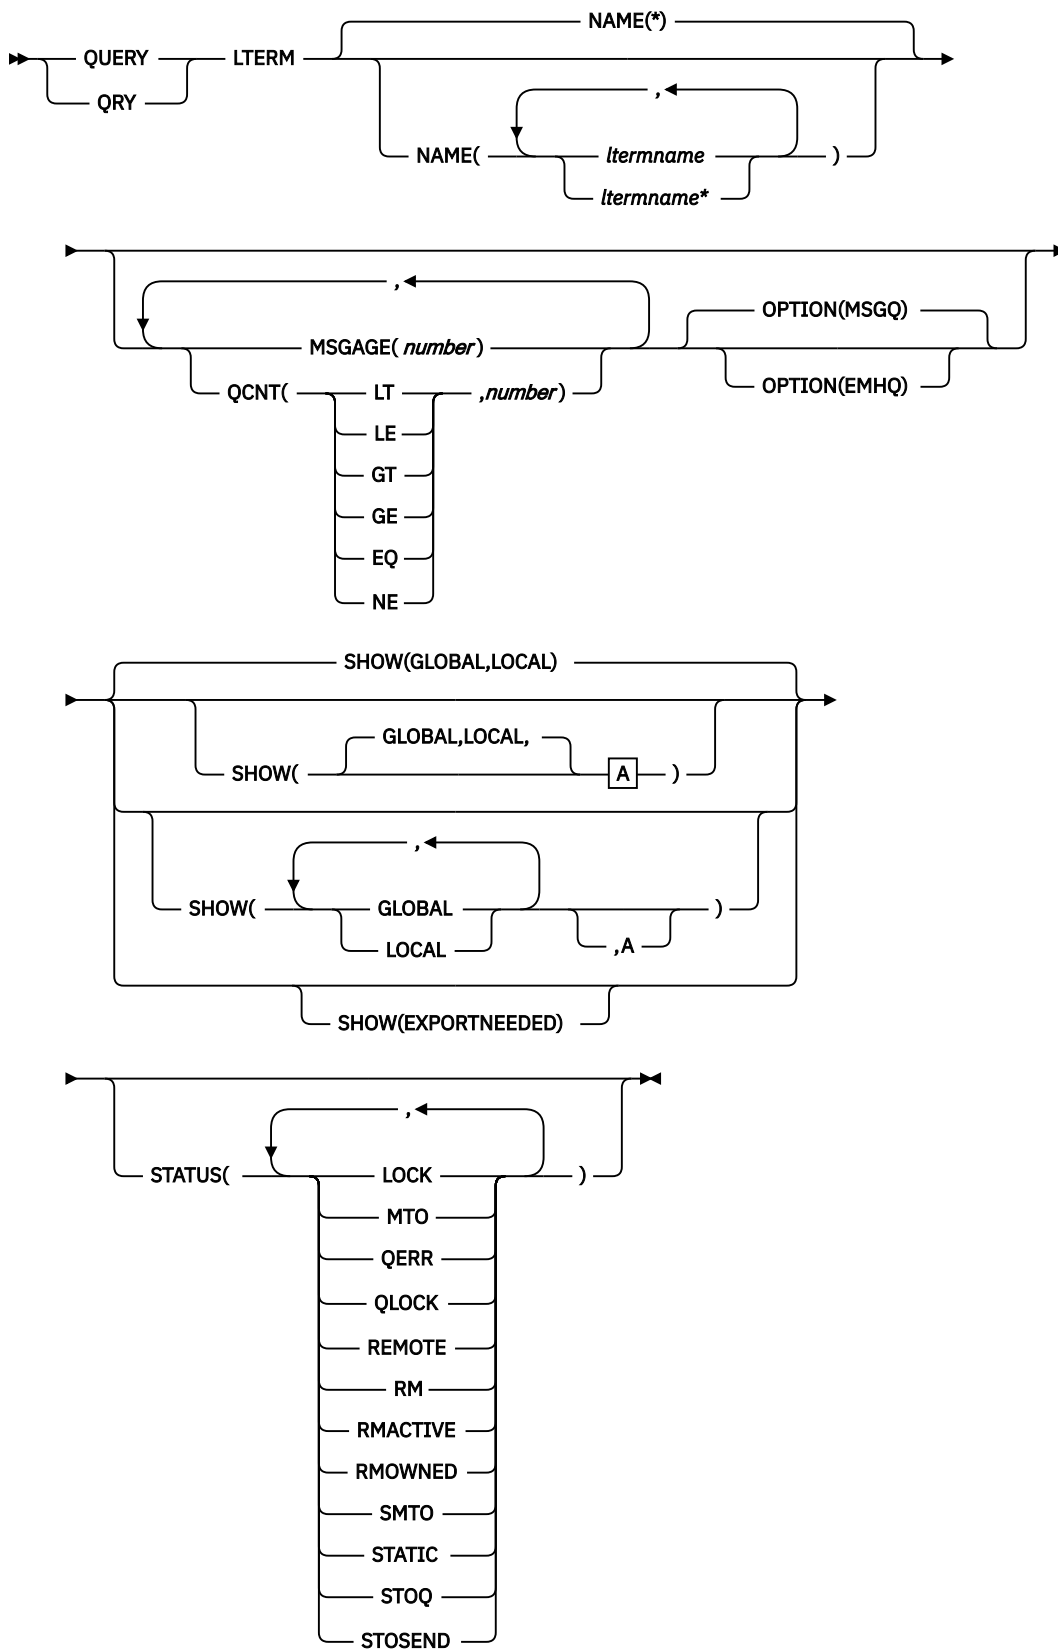 NAME(*)
QUERY LTERM
QRY
,
NAME( ltermname )
ltermname*
,
MSGAGE( number)
OPTION(MSGQ)
OPTION(EMHQ)
QCNT( LT ,number)
LE
GT
GE
EQ
NE
SHOW(GLOBAL,LOCAL)
GLOBAL,LOCAL,
SHOW( A )
,
SHOW( GLOBAL )
LOCAL ,A
SHOW(EXPORTNEEDED)
,
STATUS( LOCK )
MTO
QERR
QLOCK
REMOTE
RM
RMACTIVE
RMOWNED
SMTO
STATIC
STOQ
STOSEND